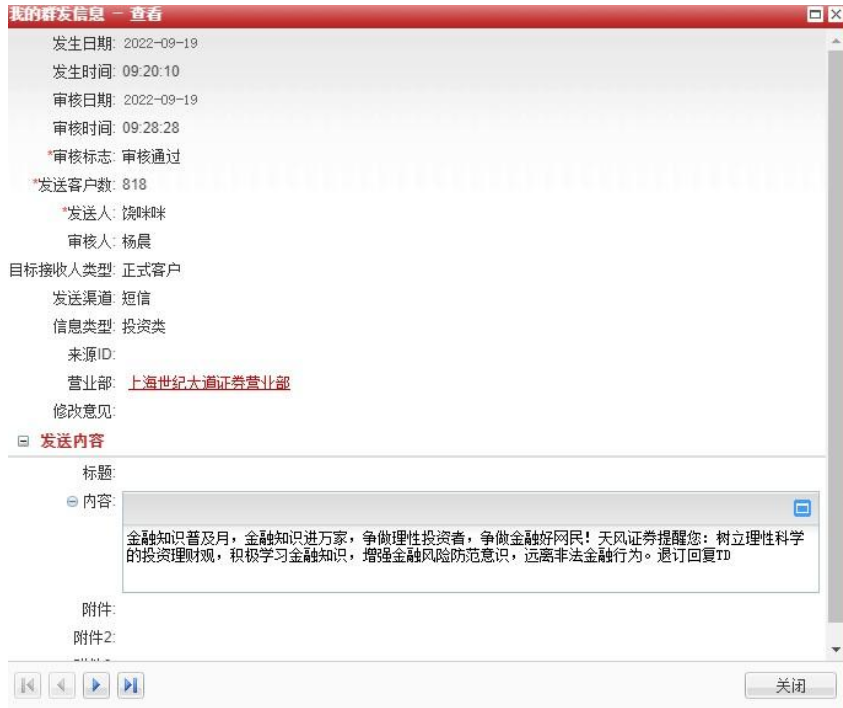 我的群发信息 - 查看
发生日期: 2022-09-19
发生时间: 09:20:10
审核日期: 2022-09-19
审核时间: 09:28:28
*审核标志: 审核通过
*发送客户数: 818
*发送人: 饶咪咪
审核人: 杨晨
目标接收人类型: 正式客户
发送渠道: 短信
信息类型: 投资类
来源ID:
营业部: 上海世纪大道证券营业部
修改意见:
发送内容
标题:
内容:
金融知识普及月，金融知识进万家，争做理性投资者，争做金融好网民！天风证券提醒您：树立理性科学
的投资理财观，积极学习金融知识，增强金融风险防范意识，远离非法金融行为。退订回复TD
附件:
附件2:
关闭